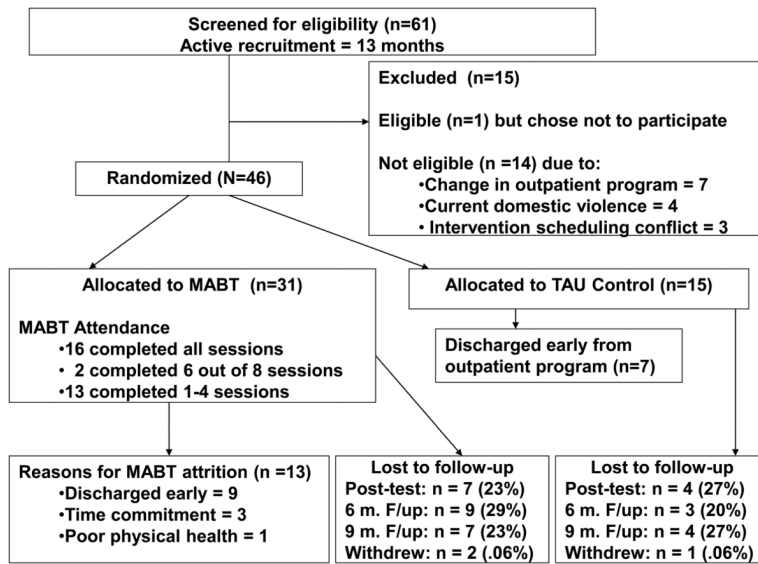 Screened for eligibility (n=61)
Active recruitment = 13 months
Excluded (n=15)
Eligible (n=1) but chose not to participate
Not eligible (n =14) due to:
•Change in outpatient program = 7
•Current domestic violence = 4
• Intervention scheduling conflict = 3
Randomized (N=46)
Allocated to MABT (n=31)
MABT Attendance
•16 completed all sessions
• 2 completed 6 out of 8 sessions
•13 completed 1-4 sessions
Allocated to TAU Control (n=15)
Discharged early from
outpatient program (n=7)
Reasons for MABT attrition (n =13)
•Discharged early = 9
•Time commitment = 3
•Poor physical health = 1
Lost to follow-up
Post-test: n = 7 (23%)
6 m. F/up: n = 9 (29%)
9 m. F/up: n = 7 (23%)
Withdrew: n = 2 (.06%)
Lost to follow-up
Post-test: n = 4 (27%)
6 m. F/up: n = 3 (20%)
9 m. F/up: n = 4 (27%)
Withdrew: n = 1 (.06%)